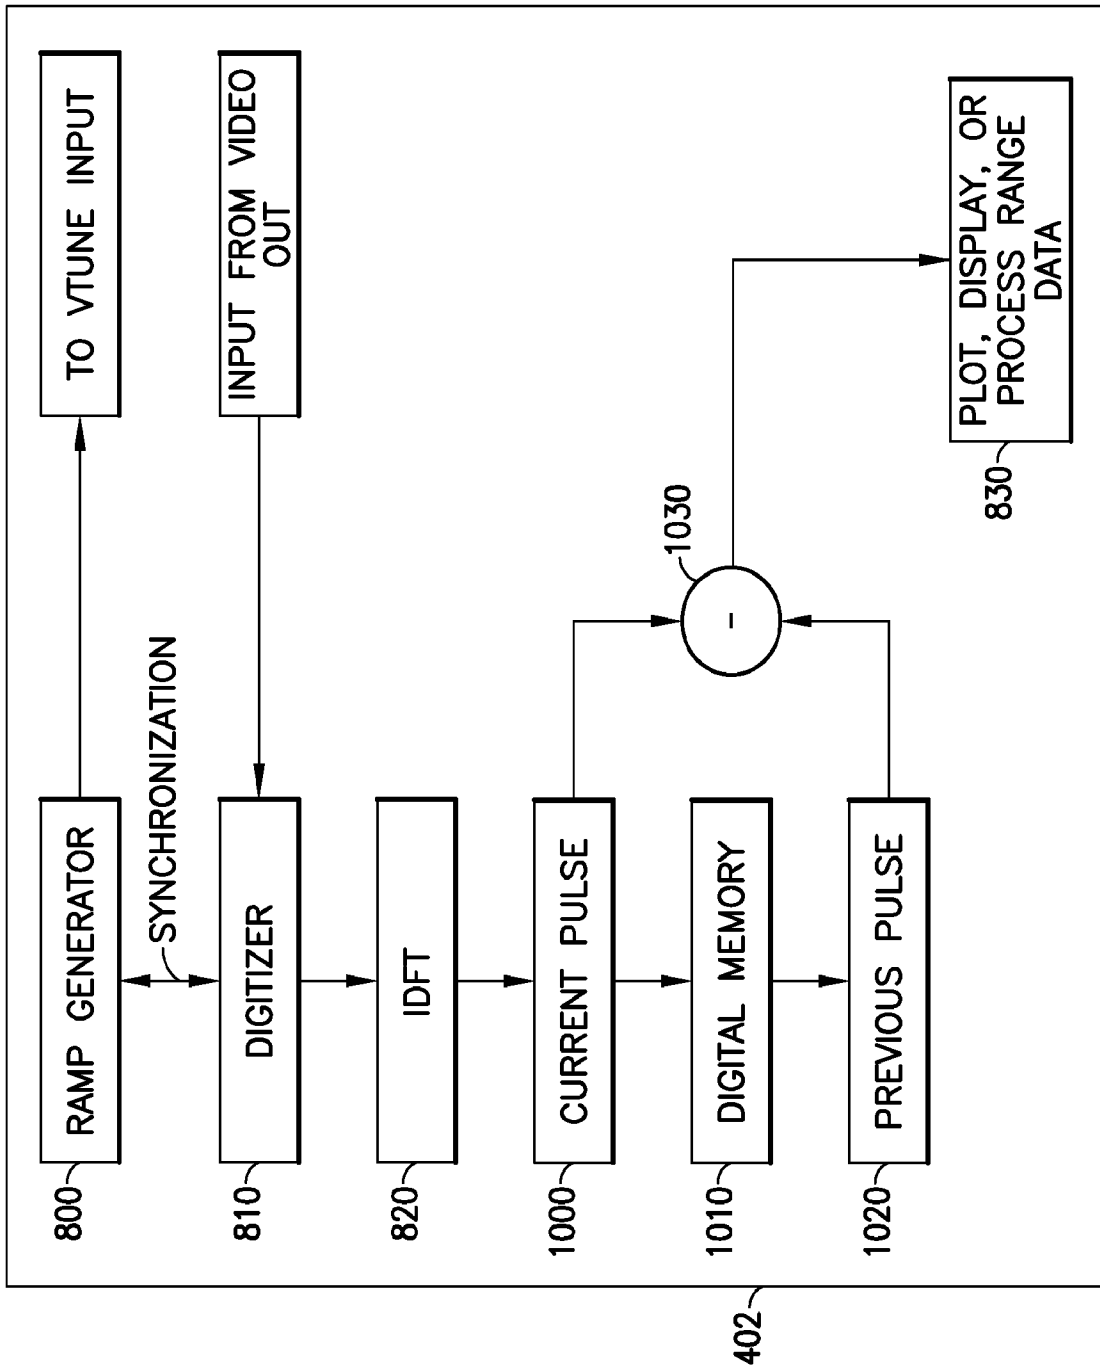 800
RAMP GENERATOR
TO VTUNE INPUT
SYNCHRONIZATION
810
DIGITIZER
INPUT FROM VIDEO
OUT
820
IDFT
1000
CURRENT PULSE
1030
-
1010
DIGITAL MEMORY
1020
PREVIOUS PULSE
830
PLOT, DISPLAY, OR
PROCESS RANGE
DATA
402